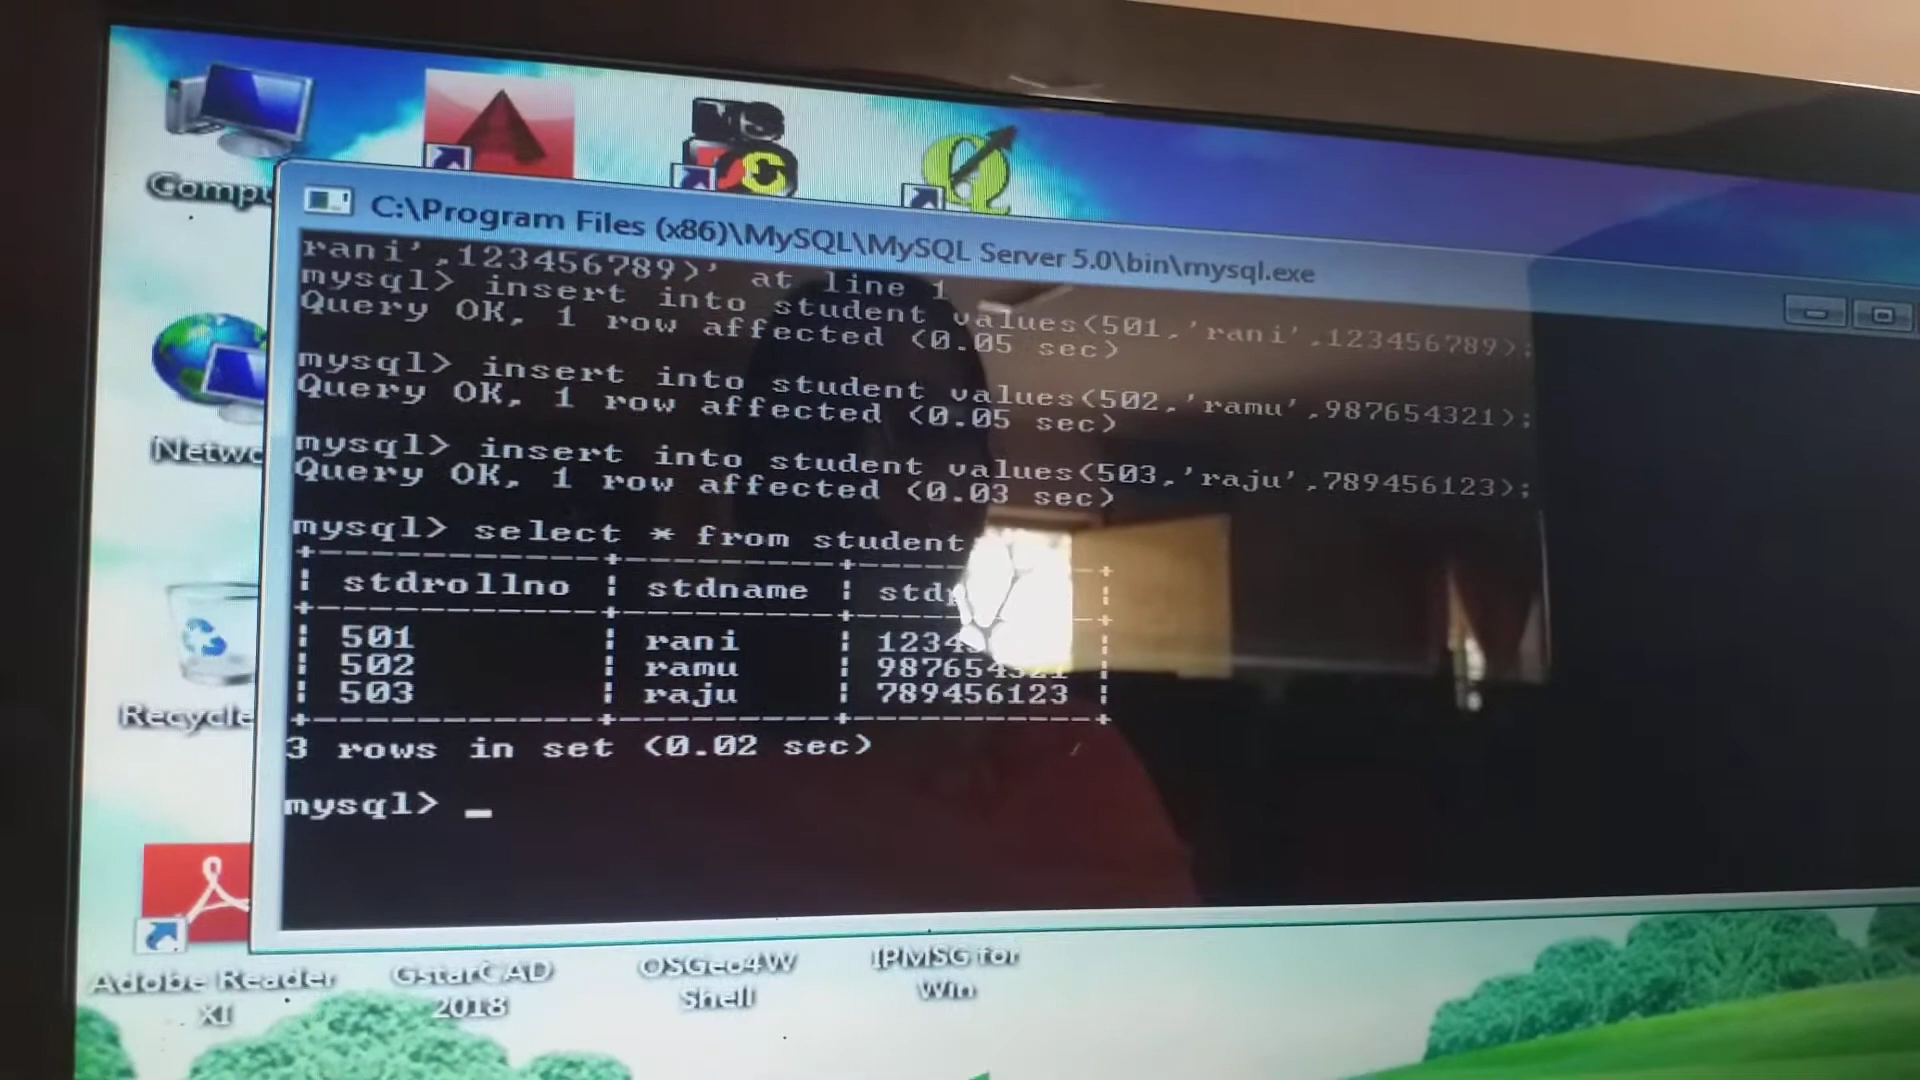 Compu
C:\Program Files (x86)\MySQL\MySQL Server 5.0\bin\mysql.exe
rani',123456789)' at line 1
mysql> insert into student values(501,'rani',123456789);
Query OK, 1 row affected (0.05 sec)
mysql> insert into student values(502,'ramu',987654321);
Query OK, 1 row affected (0.05 sec)
mysql> insert into student values(503,'raju',789456123);
Query OK, 1 row affected (0.03 sec)
mysql> select * from student
| stdrollno | stdname |
| 501 | rani |
| 502 | ramu |
| 503 | raju | 789456123 |
3 rows in set (0.02 sec)
mysql> _
Netwo
Recycle
Adobe Reader XI
GstarCAD 2018
OSGeo4W Shell
IPMSG for Win